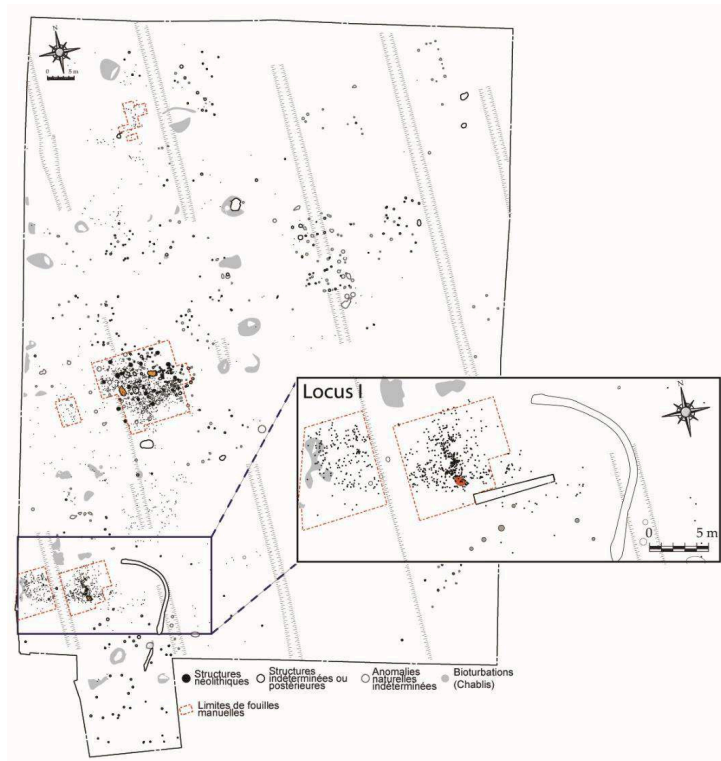 N
0 5 m
Locus I
N
0 5 m
Structures
néolithiques
Structures
indéterminées ou
postérieures
Anomalies
naturelles
indéterminées
Bioturbations
(Chablis)
Limites de fouilles
manuelles